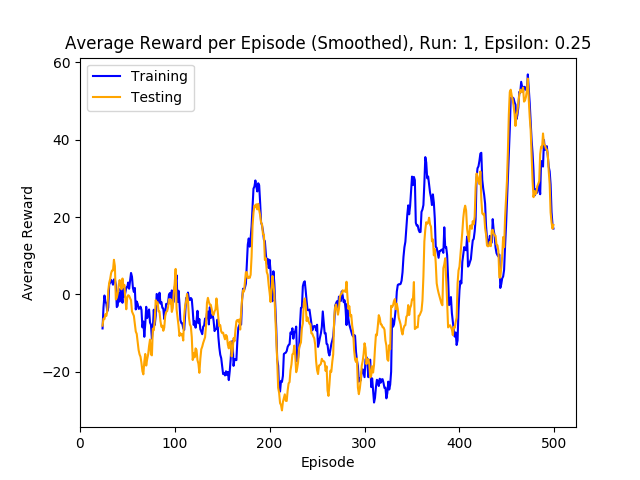 Average Reward per Episode (Smoothed), Run: 1, Epsilon: 0.25
Training
Testing
60
40
20
0
−20
Average Reward
0 100 200 300 400 500
Episode